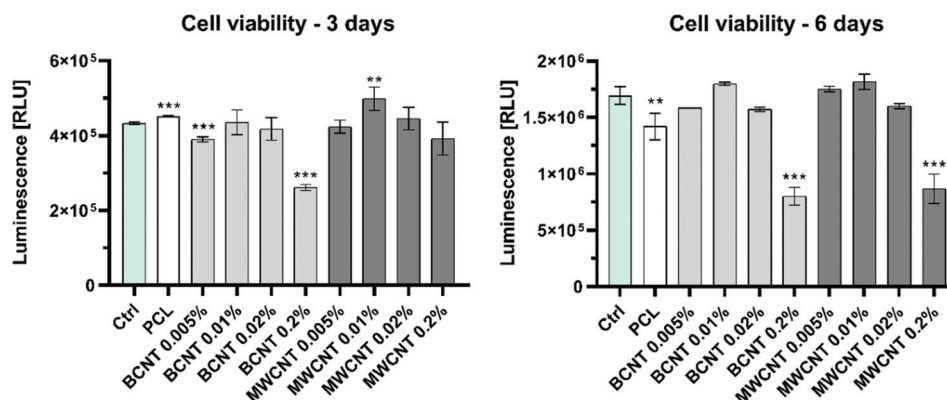 Cell viability - 3 days
Luminescence [RLU]
6×10⁵
4×10⁵
2×10⁵
0
***
***
***
**
Ctrl
PCL
BCNT 0.005%
BCNT 0.01%
BCNT 0.02%
BCNT 0.2%
MWCNT 0.005%
MWCNT 0.01%
MWCNT 0.02%
MWCNT 0.2%
Cell viability - 6 days
Luminescence [RLU]
2×10⁶
1.5×10⁶
1×10⁶
5×10⁵
0
**
***
***
Ctrl
PCL
BCNT 0.005%
BCNT 0.01%
BCNT 0.02%
BCNT 0.2%
MWCNT 0.005%
MWCNT 0.01%
MWCNT 0.02%
MWCNT 0.2%